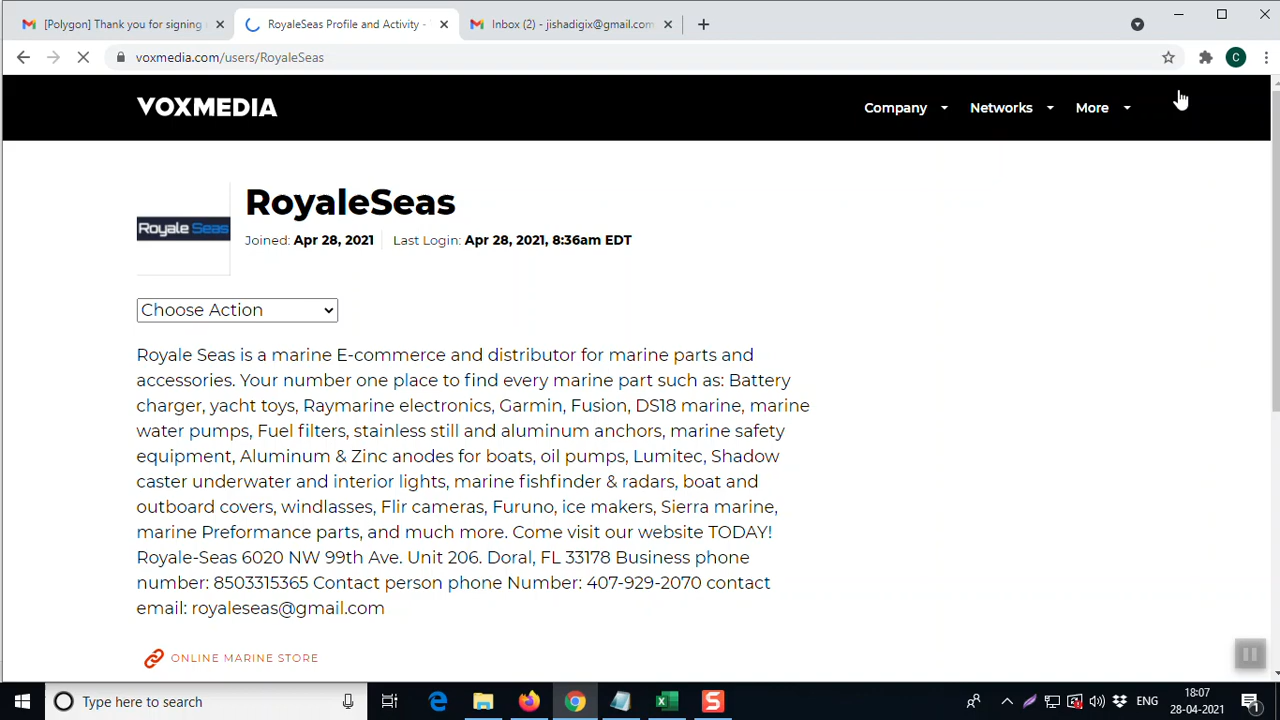 [Polygon] Thank you for signing
RoyaleSeas Profile and Activity -
Inbox (2) - jishadigix@gmail.com
voxmedia.com/users/RoyaleSeas
C
VOXMEDIA
Company
Networks
More
Royale Seas
RoyaleSeas
Joined: Apr 28, 2021
Last Login: Apr 28, 2021, 8:36am EDT
Choose Action
Royale Seas is a marine E-commerce and distributor for marine parts and
accessories. Your number one place to find every marine part such as: Battery
charger, yacht toys, Raymarine electronics, Garmin, Fusion, DS18 marine, marine
water pumps, Fuel filters, stainless still and aluminum anchors, marine safety
equipment, Aluminum & Zinc anodes for boats, oil pumps, Lumitec, Shadow
caster underwater and interior lights, marine fishfinder & radars, boat and
outboard covers, windlasses, Flir cameras, Furuno, ice makers, Sierra marine,
marine Preformance parts, and much more. Come visit our website TODAY!
Royale-Seas 6020 NW 99th Ave. Unit 206. Doral, FL 33178 Business phone
number: 8503315365 Contact person phone Number: 407-929-2070 contact
email: royaleseas@gmail.com
ONLINE MARINE STORE
Type here to search
ENG
18:07
28-04-2021
1